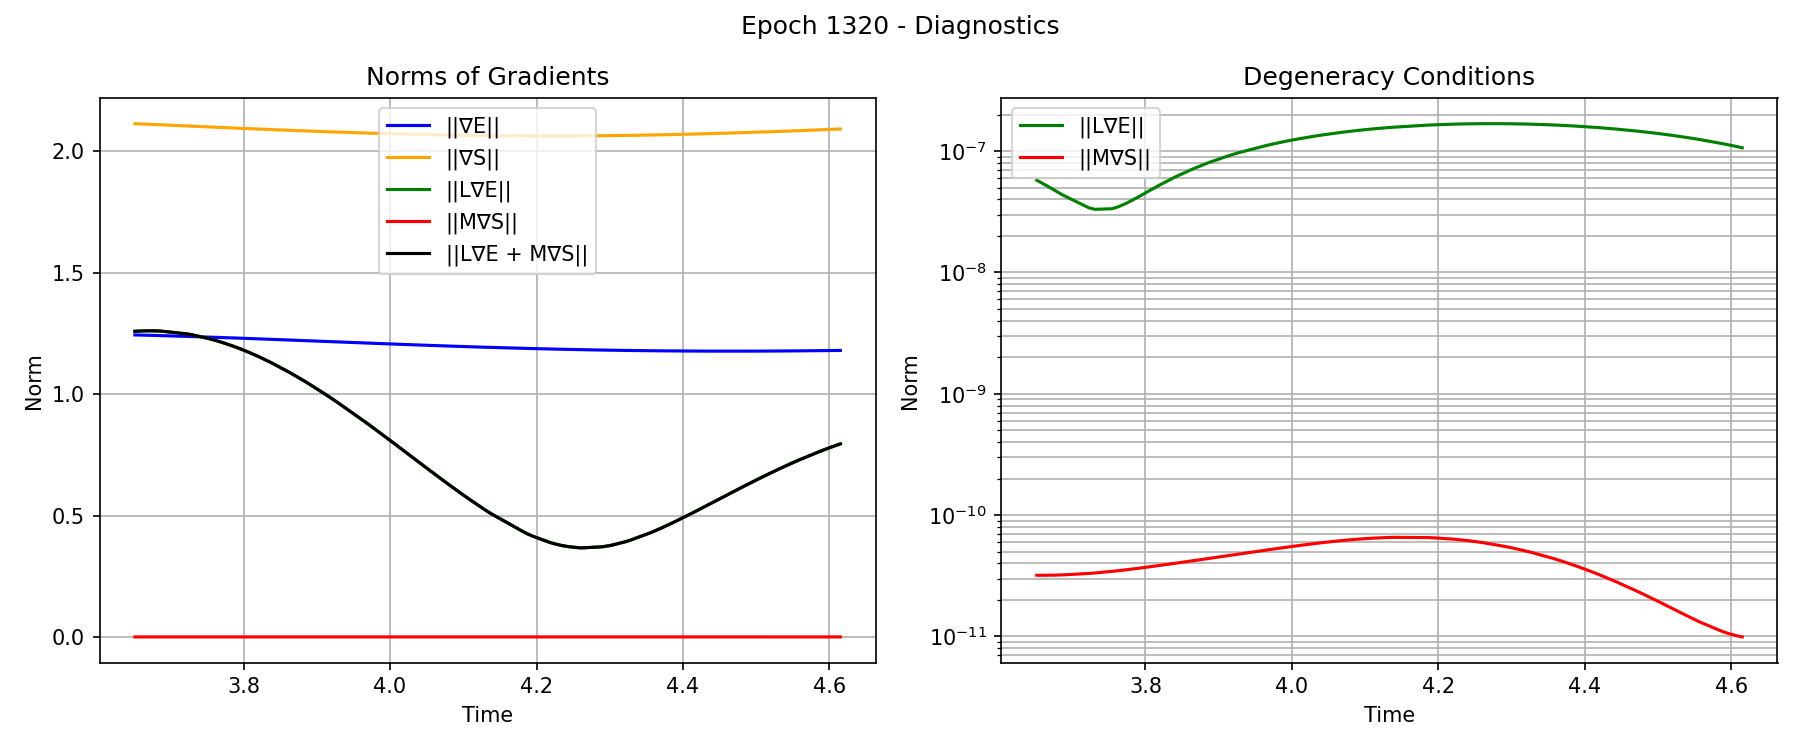 Epoch 1320 - Diagnostics
Norms of Gradients
Norm
2.0
1.5
1.0
0.5
0.0
||∇E||
||∇S||
||L∇E||
||M∇S||
||L∇E + M∇S||
3.8 4.0 4.2 4.4 4.6
Time
Degeneracy Conditions
Norm
10⁻⁷
10⁻⁸
10⁻⁹
10⁻¹⁰
10⁻¹¹
||L∇E||
||M∇S||
3.8 4.0 4.2 4.4 4.6
Time